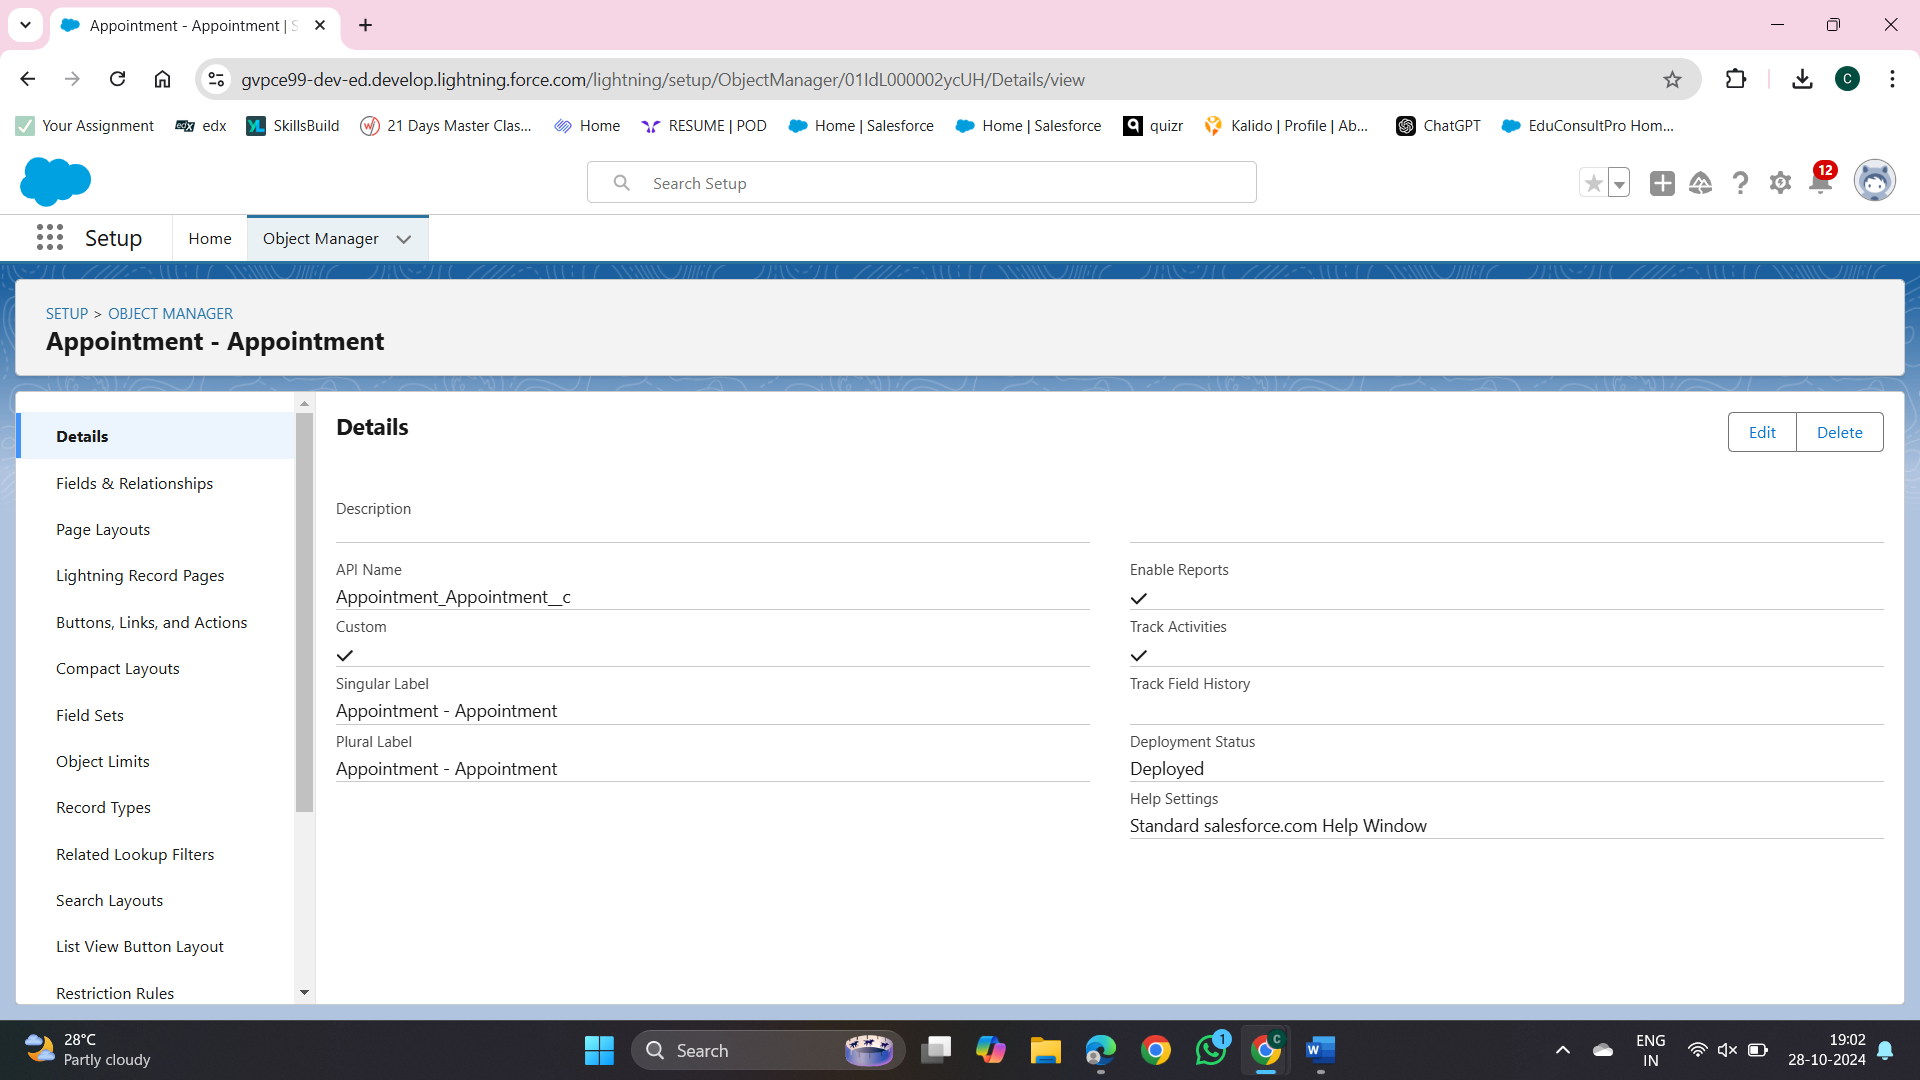 Appointment - Appointment | S
gvpce99-dev-ed.develop.lightning.force.com/lightning/setup/ObjectManager/01IdL000002ycUH/Details/view
C
Your Assignment
edx
SkillsBuild
21 Days Master Clas...
Home
RESUME | POD
Home | Salesforce
Home | Salesforce
quizr
Kalido | Profile | Ab...
ChatGPT
EduConsultPro Hom...
Search Setup
12
Setup
Home
Object Manager
SETUP > OBJECT MANAGER
Appointment - Appointment
Details
Fields & Relationships
Page Layouts
Lightning Record Pages
Buttons, Links, and Actions
Compact Layouts
Field Sets
Object Limits
Record Types
Related Lookup Filters
Search Layouts
List View Button Layout
Restriction Rules
Details
Edit
Delete
Description
API Name
Appointment_Appointment__c
Custom
Singular Label
Appointment - Appointment
Plural Label
Appointment - Appointment
Enable Reports
Track Activities
Track Field History
Deployment Status
Deployed
Help Settings
Standard salesforce.com Help Window
28°C
Partly cloudy
Search
1
C
ENG
IN
19:02
28-10-2024